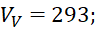 V_V = 293;